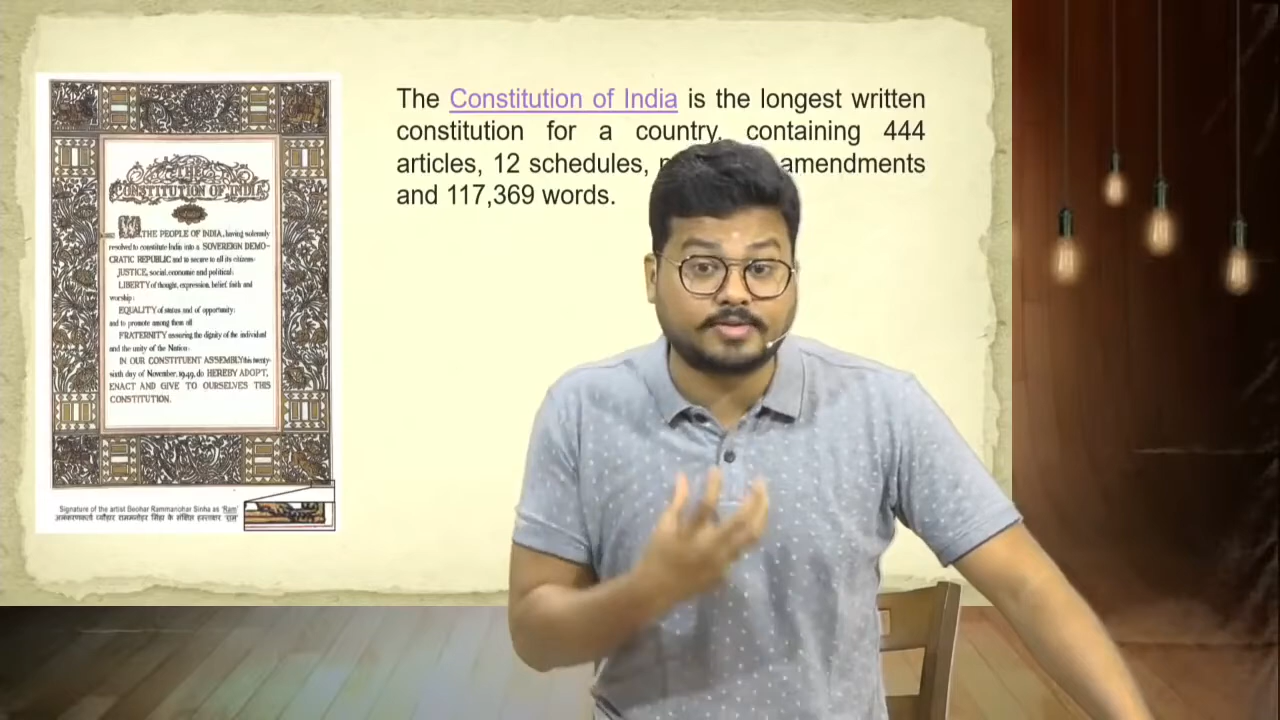 The Constitution of India is the longest written
constitution for a country, containing 444
articles, 12 schedules, amendments
and 117,369 words.
THE
CONSTITUTION OF INDIA
WE, THE PEOPLE OF INDIA, having solemnly
resolved to constitute India into a SOVEREIGN DEMO-
CRATIC REPUBLIC and to secure to all its citizens:
JUSTICE, social, economic and political;
LIBERTY of thought, expression, belief, faith and
worship;
EQUALITY of status and of opportunity;
and to promote among them all
FRATERNITY assuring the dignity of the individual
and the unity of the Nation;
IN OUR CONSTITUENT ASSEMBLY this twenty-
sixth day of November, 1949, do HEREBY ADOPT,
ENACT AND GIVE TO OURSELVES THIS
CONSTITUTION.
Signature of the artist Beohar Rammanohar Sinha as 'Ram'